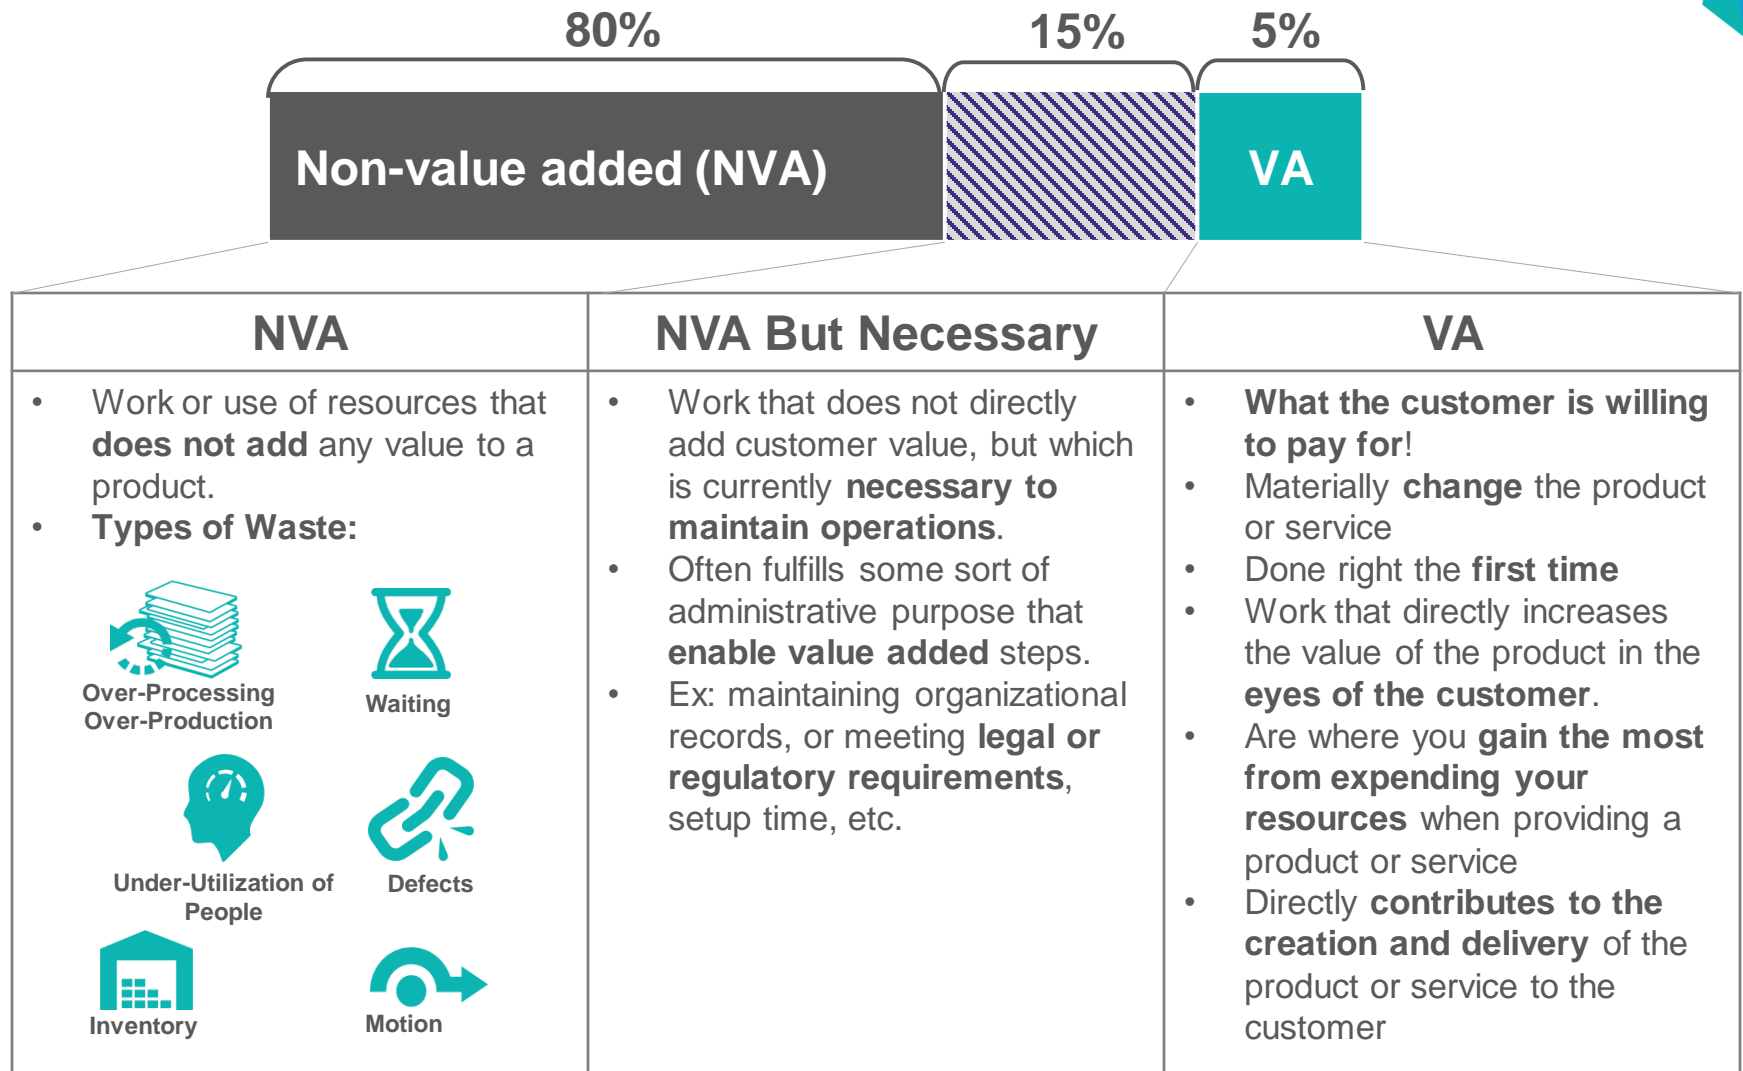 80%
15%
5%
Non-value added (NVA)
VA
NVA
• Work or use of resources that
does not add any value to a
product.
• Types of Waste:
Over-Processing
Over-Production
Waiting
Under-Utilization of
People
Defects
Inventory
Motion
NVA But Necessary
• Work that does not directly
add customer value, but which
is currently necessary to
maintain operations.
• Often fulfills some sort of
administrative purpose that
enable value added steps.
• Ex: maintaining organizational
records, or meeting legal or
regulatory requirements,
setup time, etc.
VA
• What the customer is willing
to pay for!
• Materially change the product
or service
• Done right the first time
• Work that directly increases
the value of the product in the
eyes of the customer.
• Are where you gain the most
from expending your
resources when providing a
product or service
• Directly contributes to the
creation and delivery of the
product or service to the
customer